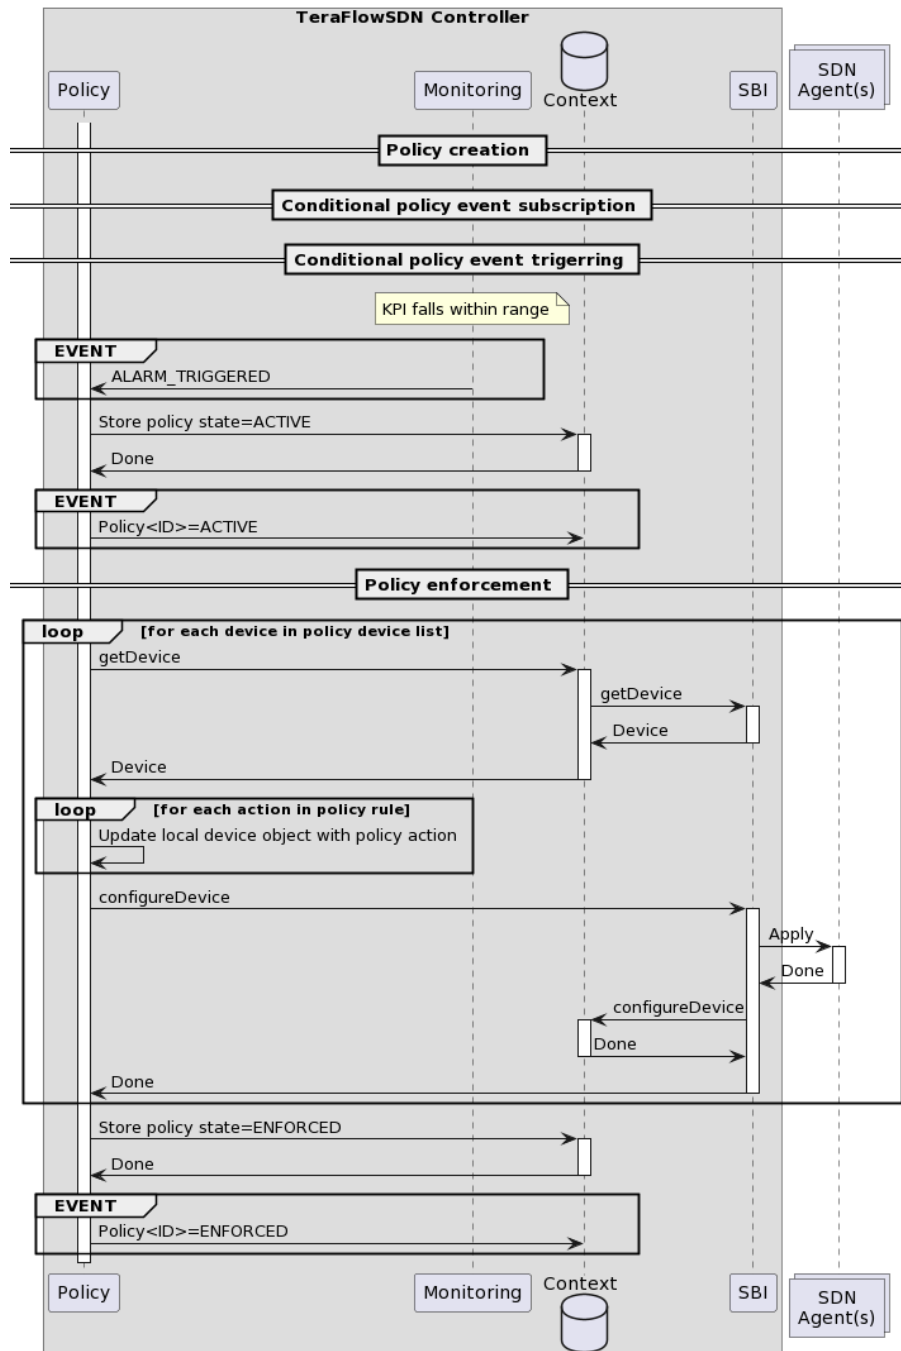 TeraFlowSDN Controller
Policy
Monitoring
Context
SBI
SDN
Agent(s)
Policy creation
Conditional policy event subscription
Conditional policy event trigerring
KPI falls within range
EVENT
ALARM_TRIGGERED
Store policy state=ACTIVE
Done
EVENT
Policy<ID>=ACTIVE
Policy enforcement
loop [for each device in policy device list]
getDevice
getDevice
Device
Device
loop [for each action in policy rule]
Update local device object with policy action
configureDevice
Apply
Done
configureDevice
Done
Done
Store policy state=ENFORCED
Done
EVENT
Policy<ID>=ENFORCED
Policy
Monitoring
Context
SBI
SDN
Agent(s)